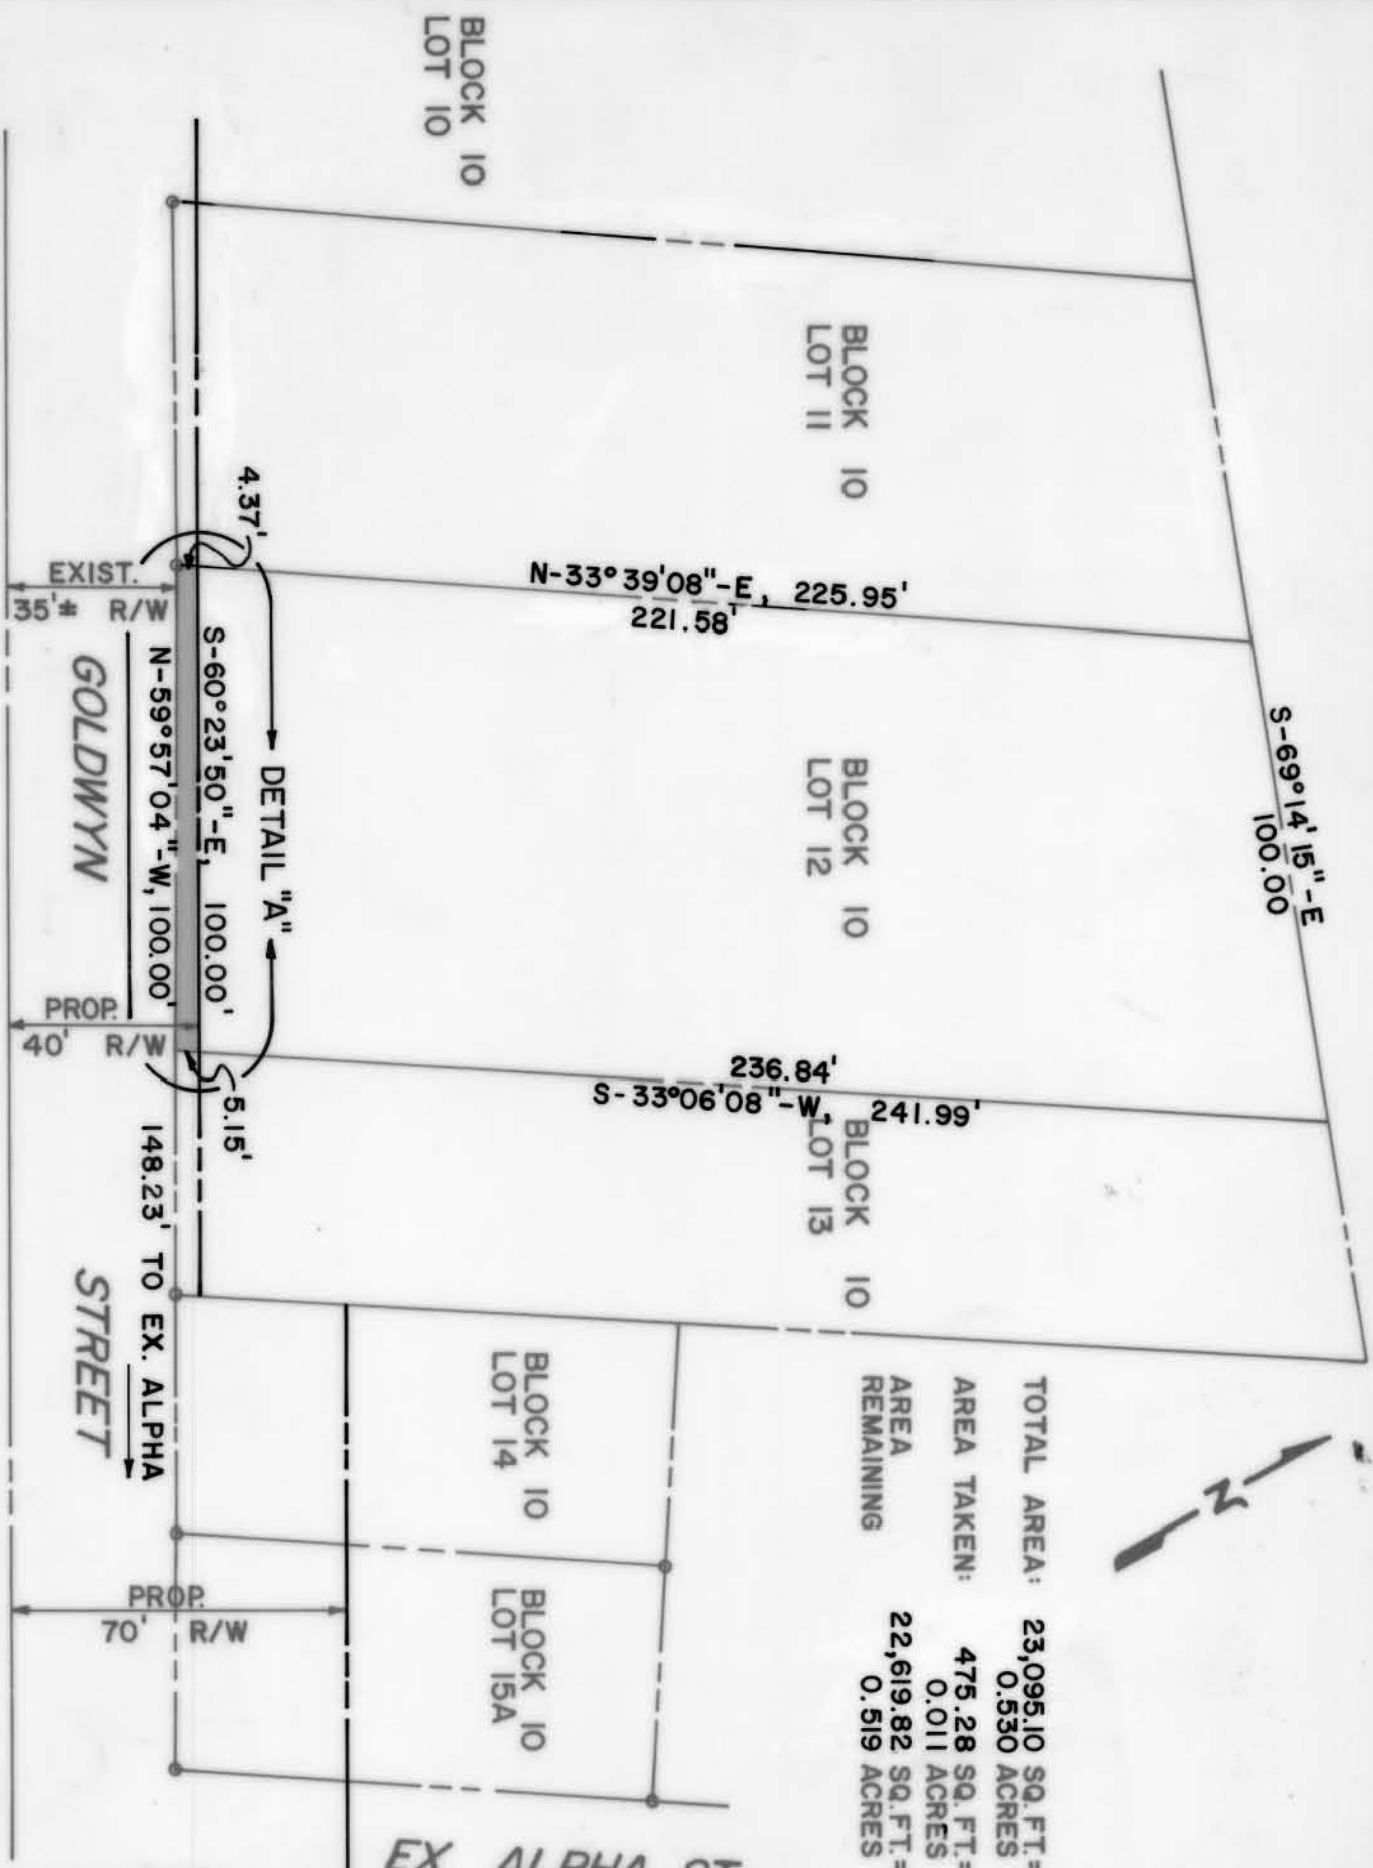 BLOCK 10
LOT 10
BLOCK 10
LOT 11
BLOCK 10
LOT 12
BLOCK 10
LOT 13
BLOCK 10
LOT 14
BLOCK 10
LOT 15A
S-69°14'15"-E
100.00
N-33°39'08"-E, 225.95'
221.58'
236.84'
S-33°06'08"-W, 241.99'
4.37'
DETAIL "A"
5.15'
S-60°23'50"-E, 100.00'
N-59°57'04"-W, 100.00'
EXIST.
35'± R/W
PROP.
40' R/W
GOLDWYN
STREET
148.23' TO EX. ALPHA
PROP.
70' R/W
TOTAL AREA: 23,095.10 SQ.FT.=
0.530 ACRES
AREA TAKEN: 475.28 SQ.FT.=
0.011 ACRES
AREA 22,619.82 SQ.FT.=
REMAINING 0.519 ACRES
N
EX. ALPHA ST